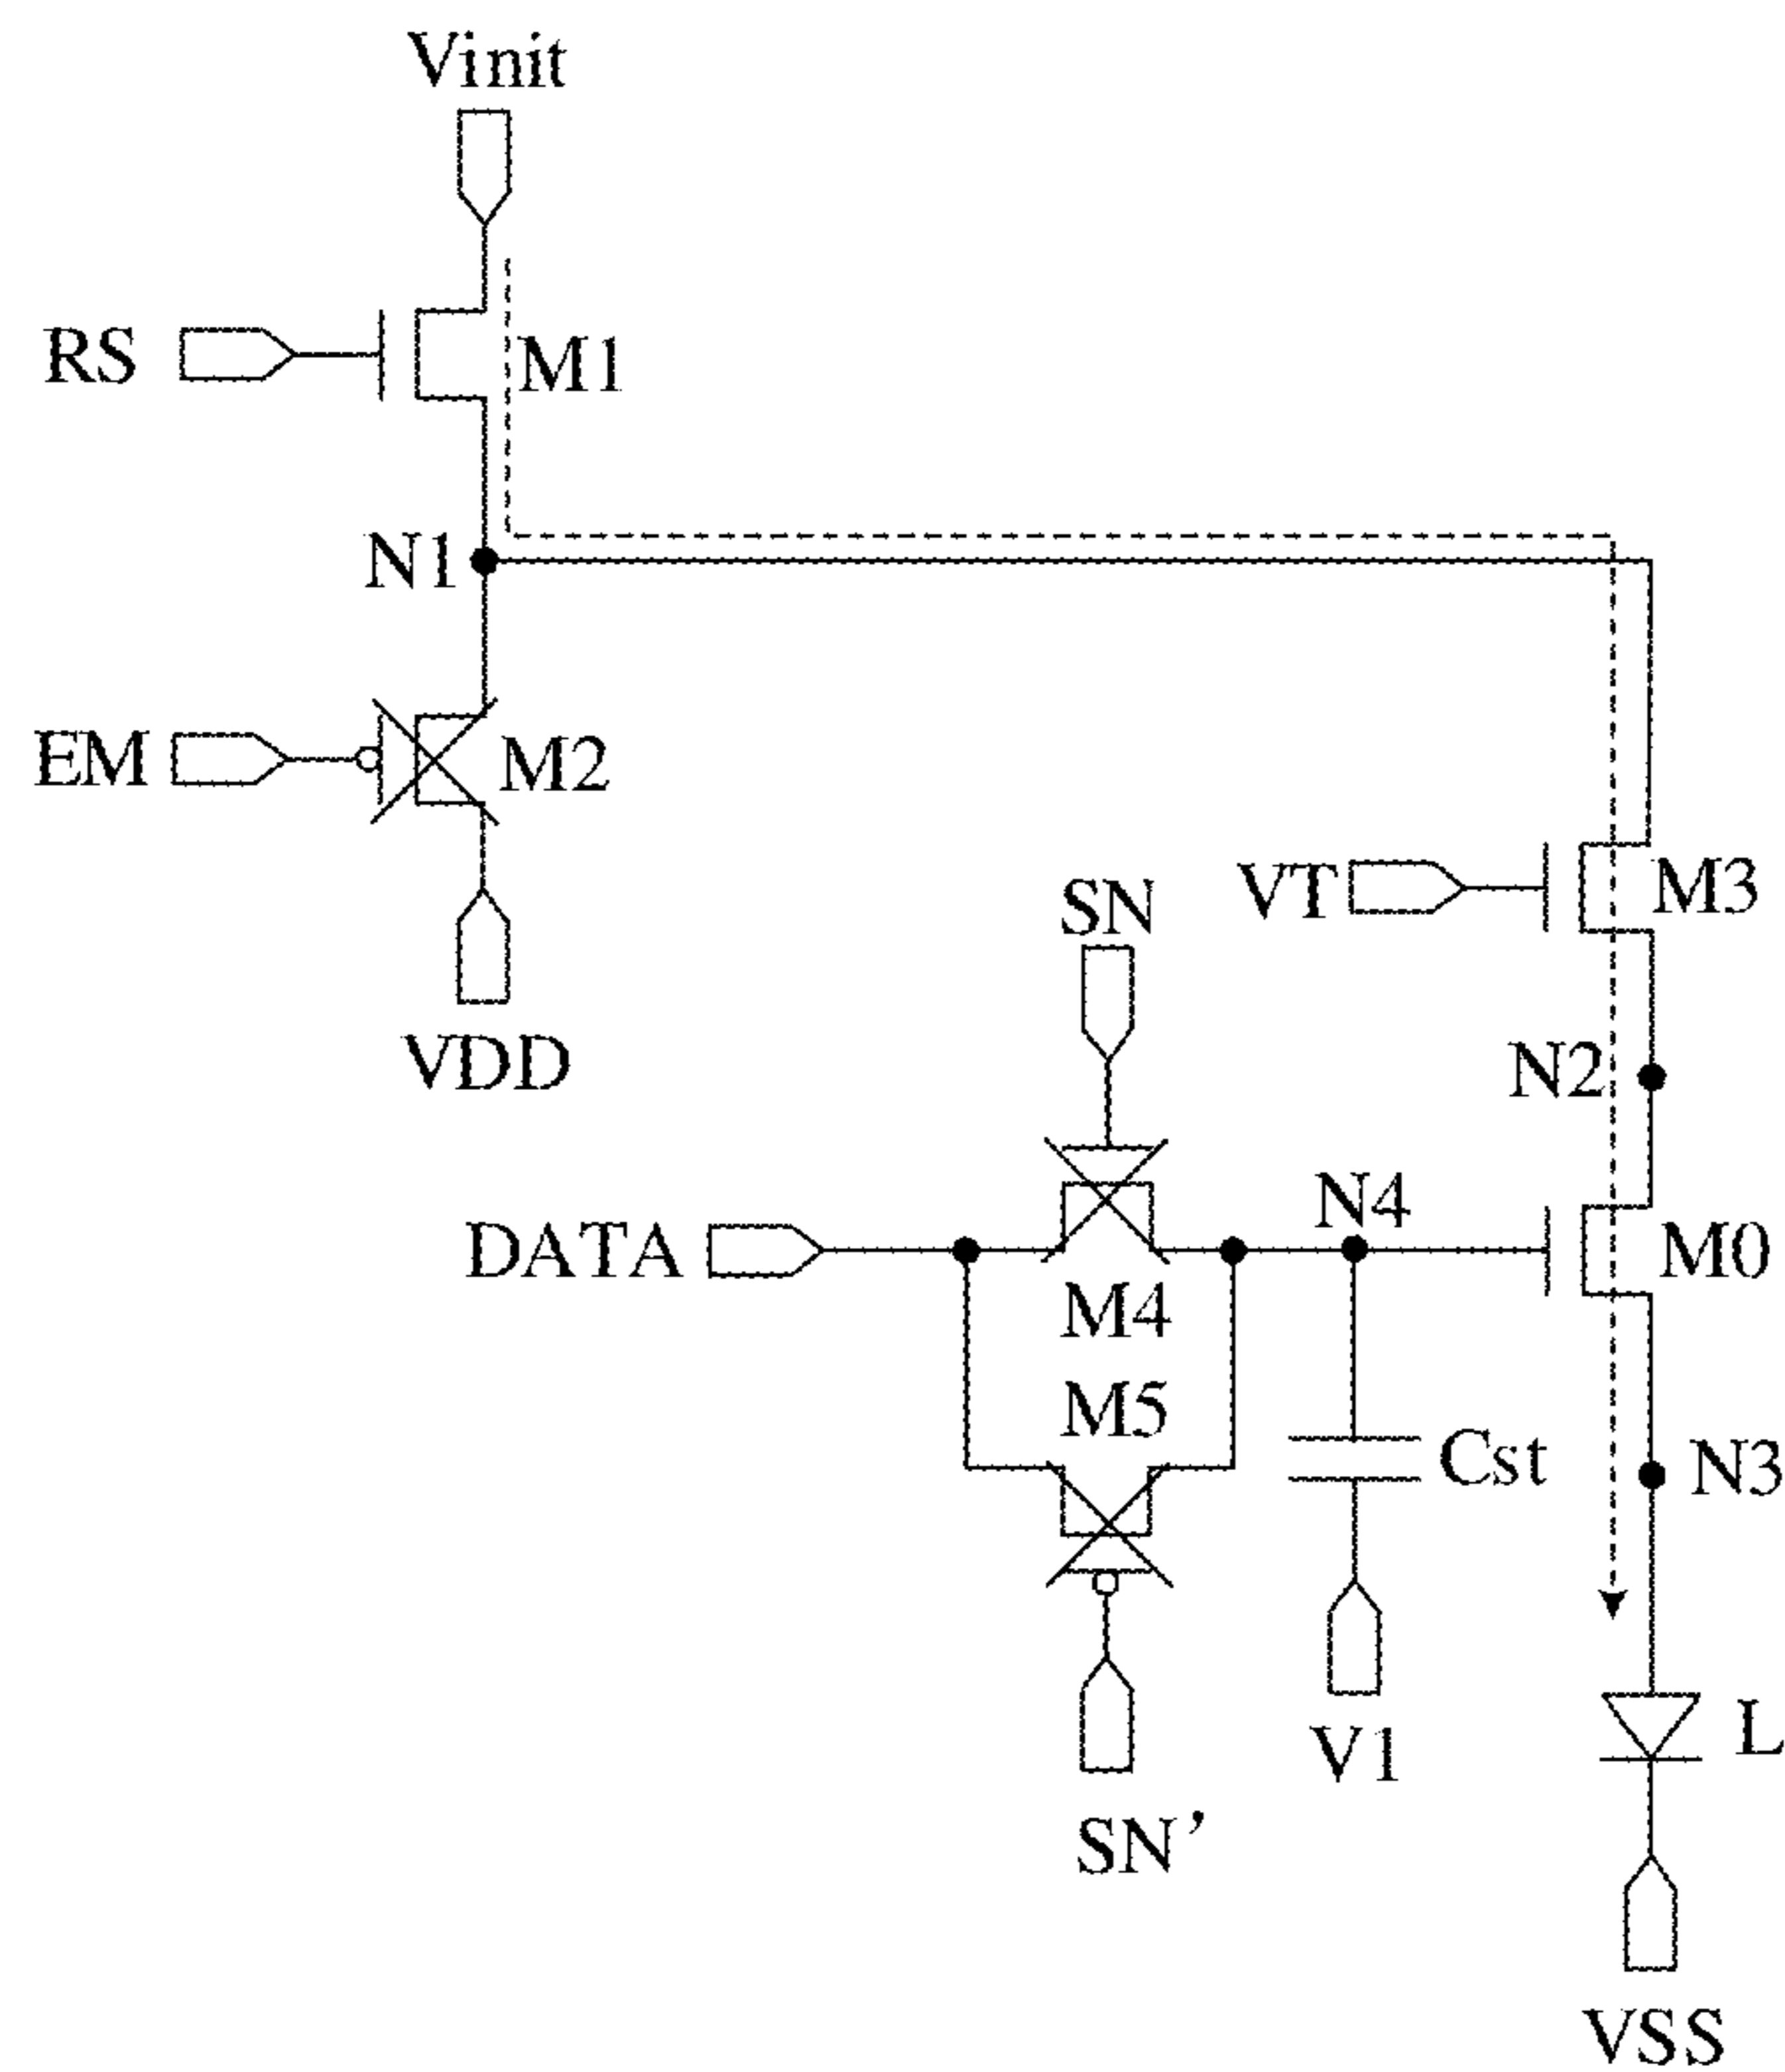 Vinit
RS
M1
N1
EM
M2
VT
M3
SN
VDD
N2
N4
DATA
M0
M4
M5
Cst
N3
L
V1
SN’
VSS